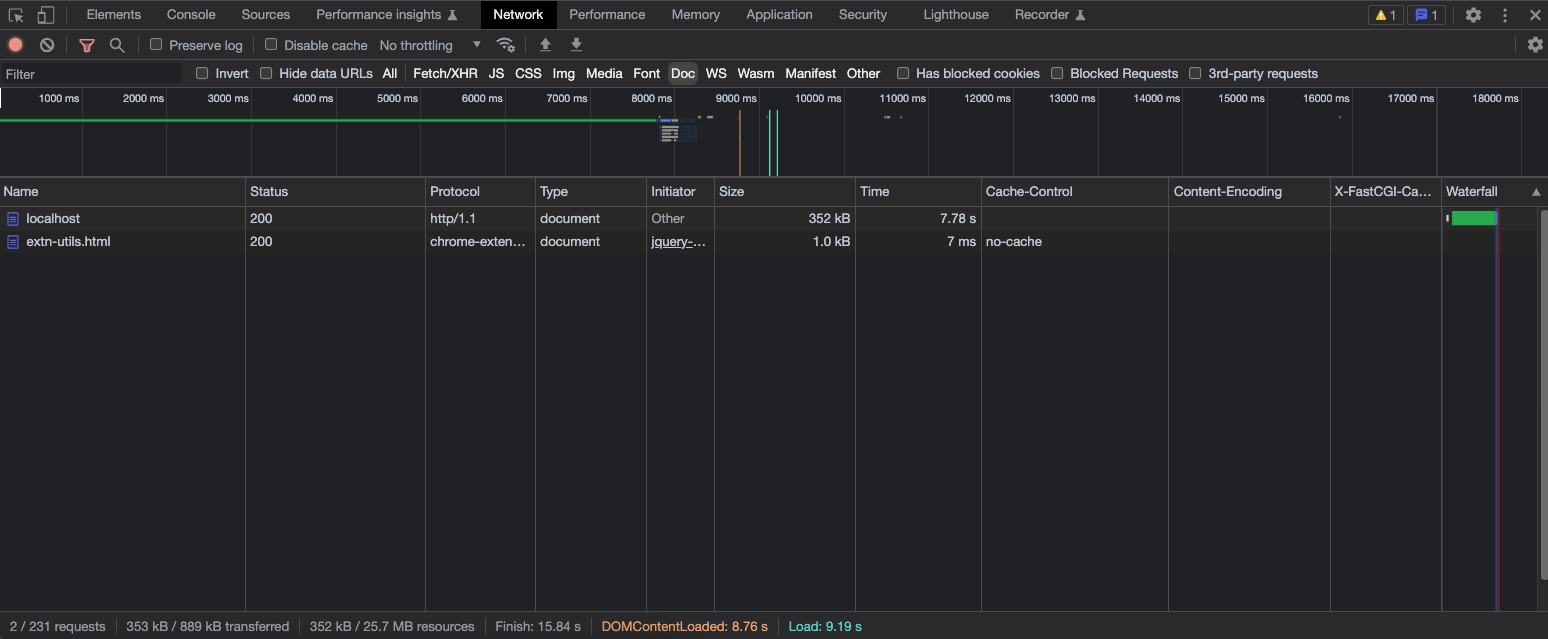 Elements Console Sources Performance insights Network Performance Memory Application Security Lighthouse Recorder 1 1
Preserve log Disable cache No throttling
Filter Invert Hide data URLs All Fetch/XHR JS CSS Img Media Font Doc WS Wasm Manifest Other Has blocked cookies Blocked Requests 3rd-party requests
1000 ms 2000 ms 3000 ms 4000 ms 5000 ms 6000 ms 7000 ms 8000 ms 9000 ms 10000 ms 11000 ms 12000 ms 13000 ms 14000 ms 15000 ms 16000 ms 17000 ms 18000 ms
Name Status Protocol Type Initiator Size Time Cache-Control Content-Encoding X-FastCGI-Ca... Waterfall
localhost 200 http/1.1 document Other 352 kB 7.78 s
extn-utils.html 200 chrome-exten... document jquery-... 1.0 kB 7 ms no-cache
2 / 231 requests 353 kB / 889 kB transferred 352 kB / 25.7 MB resources Finish: 15.84 s DOMContentLoaded: 8.76 s Load: 9.19 s